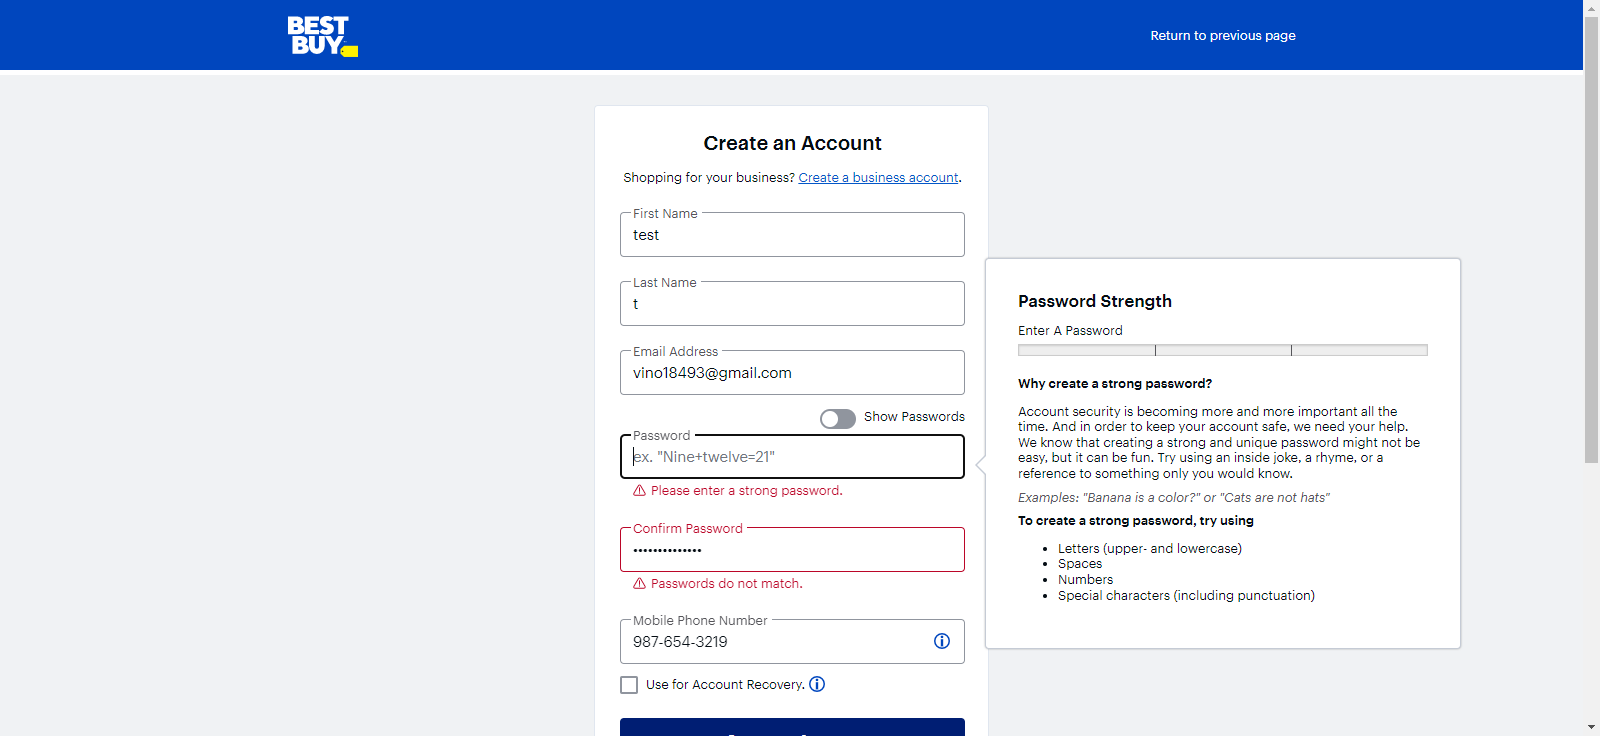 BEST
BUY
Return to previous page
Create an Account
Shopping for your business? Create a business account.
First Name
test
Last Name
t
Email Address
vino18493@gmail.com
Show Passwords
Password
ex. "Nine+twelve=21"
Please enter a strong password.
Confirm Password
••••••••••••••
Passwords do not match.
Mobile Phone Number
987-654-3219
Use for Account Recovery.
Password Strength
Enter A Password
Why create a strong password?
Account security is becoming more and more important all the
time. And in order to keep your account safe, we need your help.
We know that creating a strong and unique password might not be
easy, but it can be fun. Try using an inside joke, a rhyme, or a
reference to something only you would know.
Examples: "Banana is a color?" or "Cats are not hats"
To create a strong password, try using
• Letters (upper- and lowercase)
• Spaces
• Numbers
• Special characters (including punctuation)